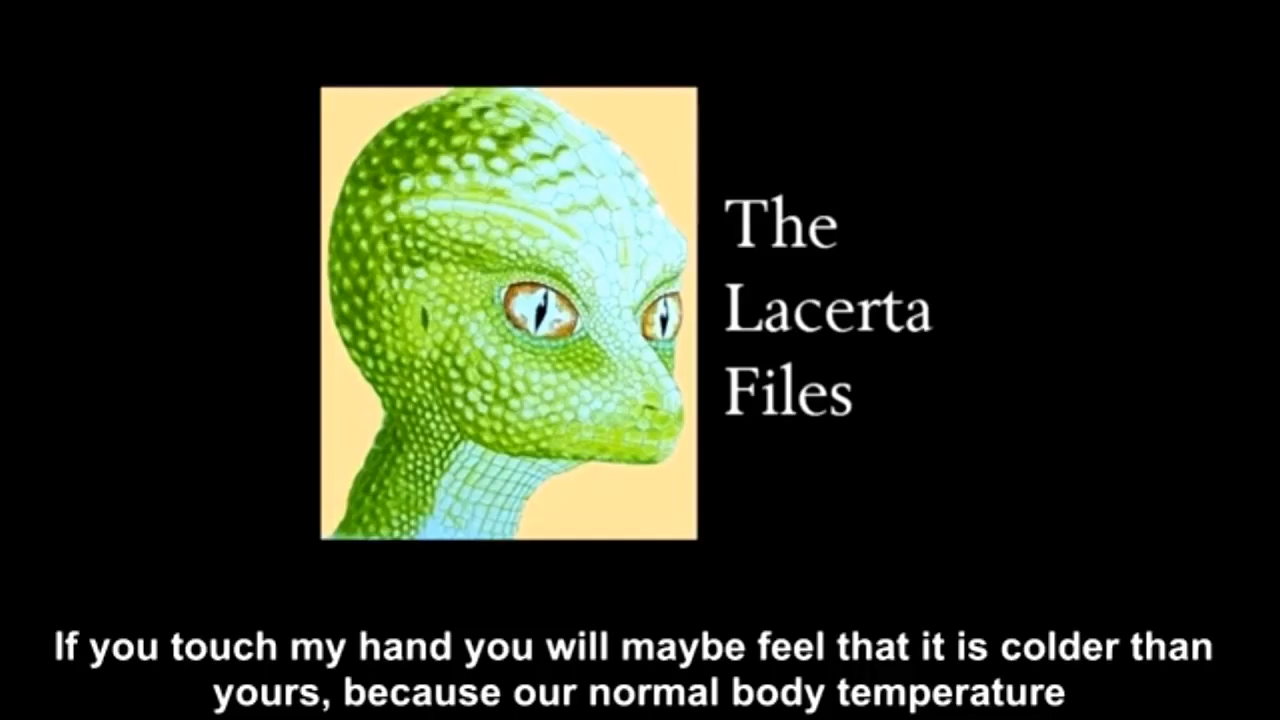 The
Lacerta
Files
If you touch my hand you will maybe feel that it is colder than
yours, because our normal body temperature